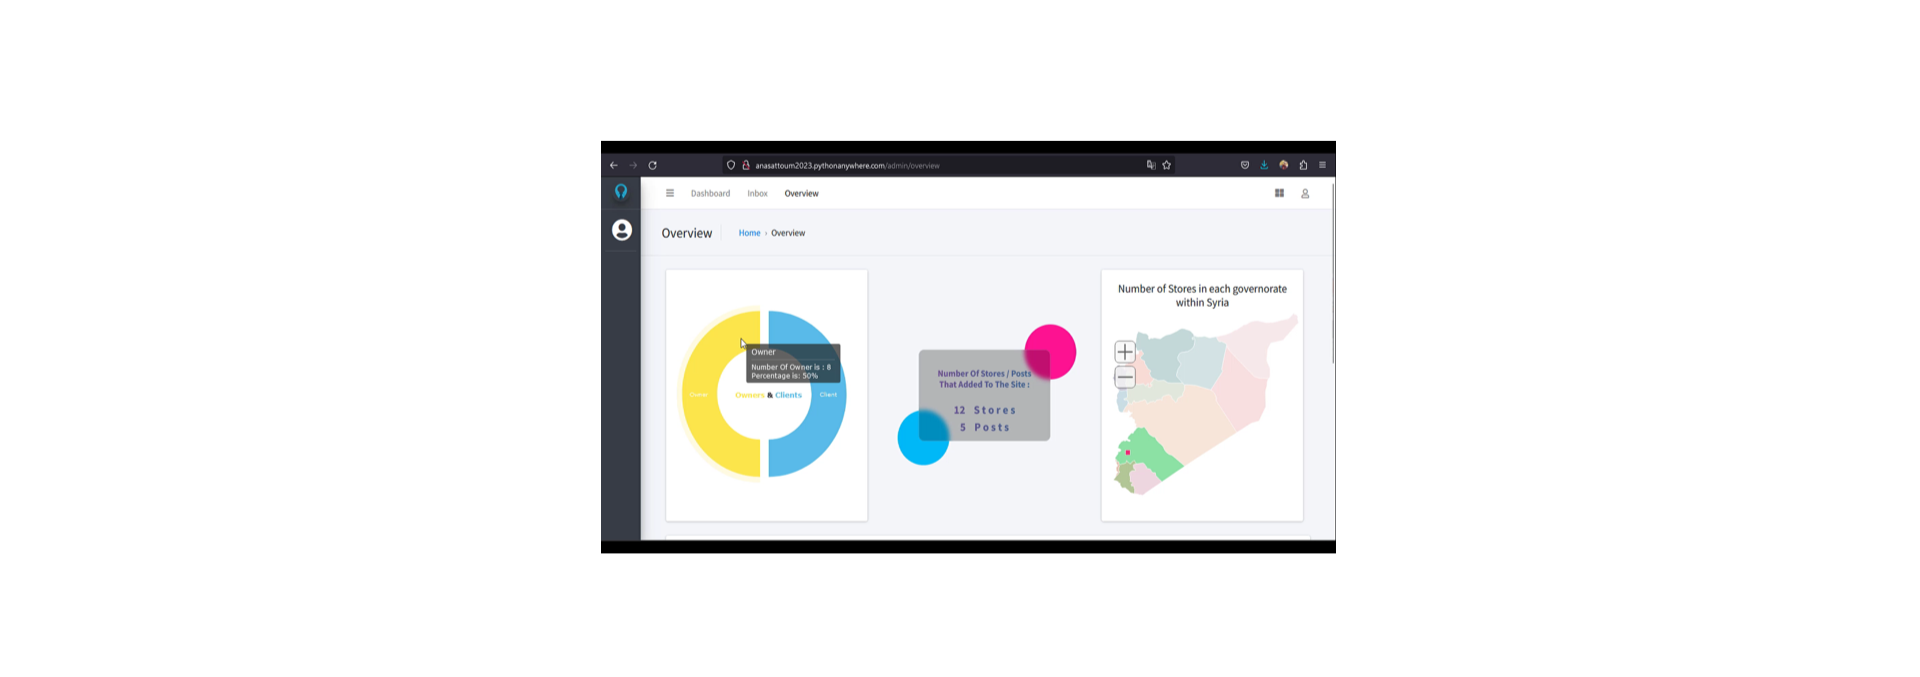 anasattoum2023.pythonanywhere.com/admin/overview
Dashboard Inbox Overview
Overview Home › Overview
Number of Stores in each governorate
within Syria
Owner
Number Of Owner is : 8
Percentage is: 50%
Owner Owners & Clients Client
Number Of Stores / Posts
That Added To The Site :
12 Stores
5 Posts